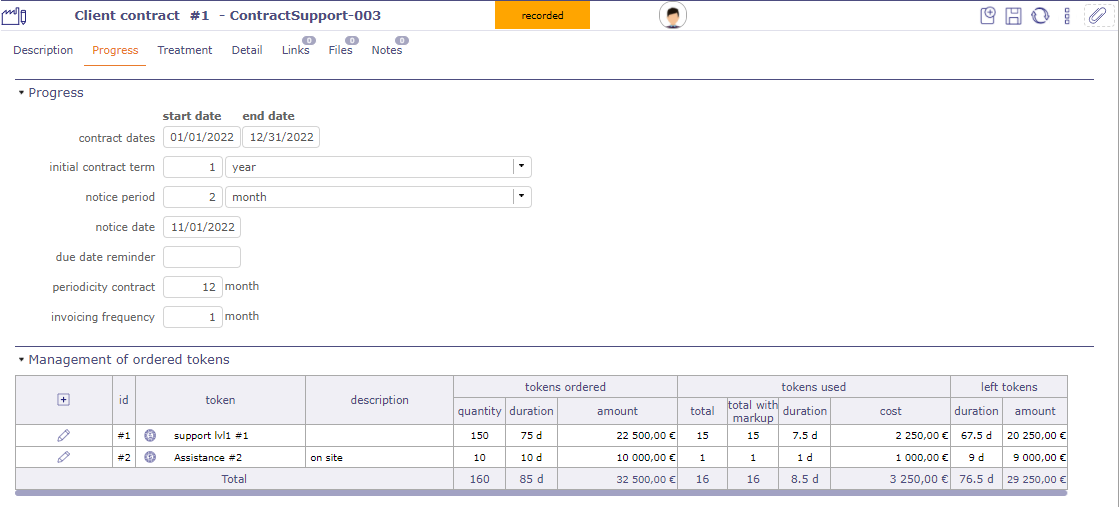 Client contract #1 - ContractSupport-003
recorded
Description Progress Treatment Detail Links 0 Files 0 Notes 0
Progress
start date end date
contract dates 01/01/2022 12/31/2022
initial contract term 1 year
notice period 2 month
notice date 11/01/2022
due date reminder
periodicity contract 12 month
invoicing frequency 1 month
Management of ordered tokens
id token description tokens ordered tokens used left tokens
quantity duration amount total total with markup duration cost duration amount
#1 support lvl1 #1 150 75 d 22 500,00 € 15 15 7.5 d 2 250,00 € 67.5 d 20 250,00 €
#2 Assistance #2 on site 10 10 d 10 000,00 € 1 1 1 d 1 000,00 € 9 d 9 000,00 €
Total 160 85 d 32 500,00 € 16 16 8.5 d 3 250,00 € 76.5 d 29 250,00 €